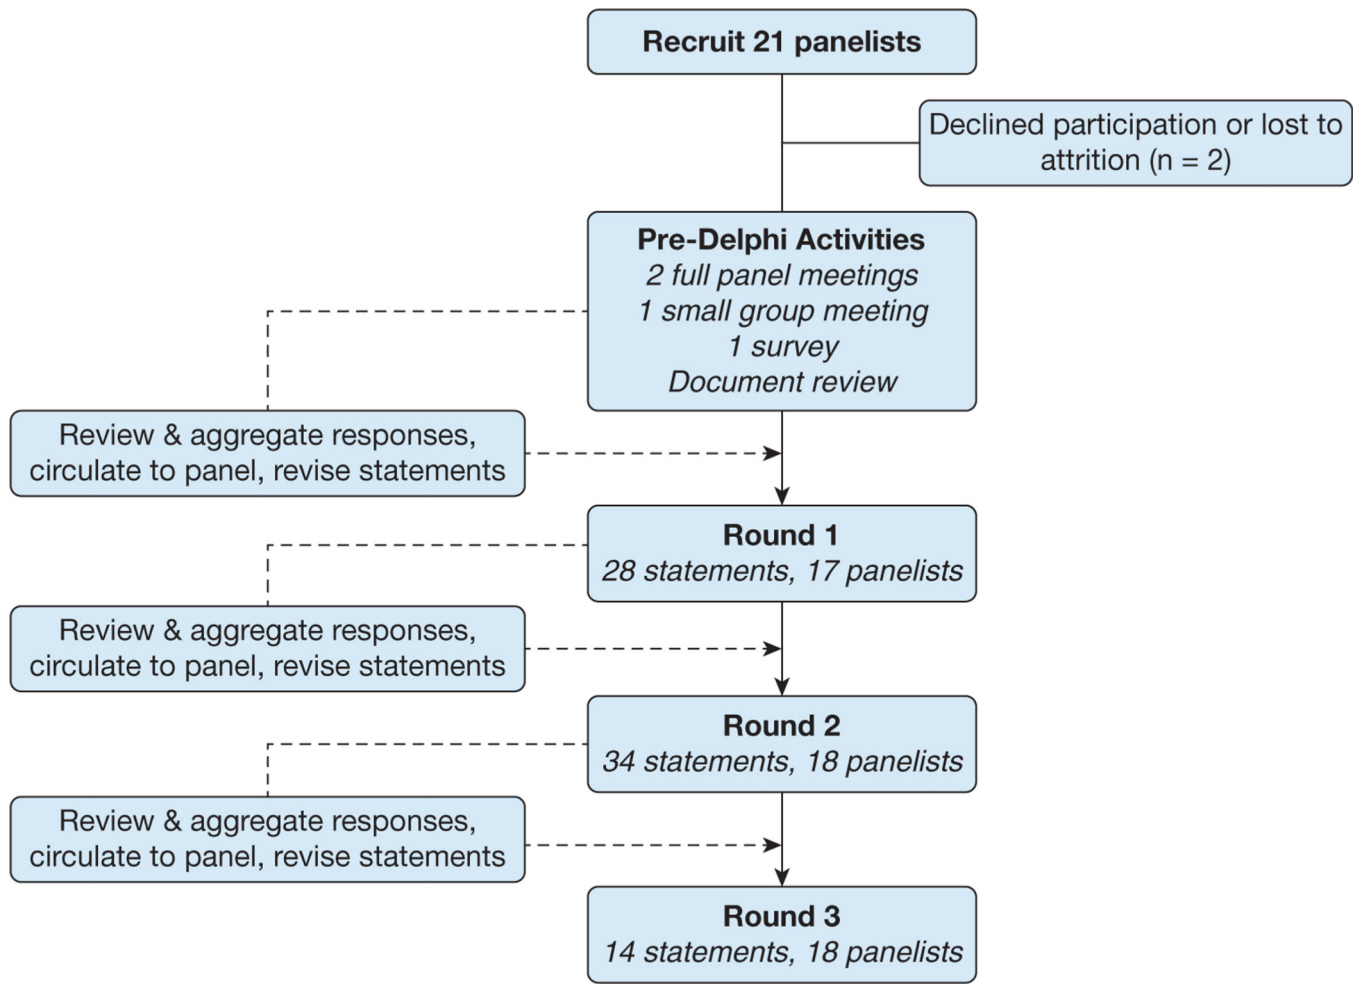 Recruit 21 panelists
Declined participation or lost to
attrition (n = 2)
Pre-Delphi Activities
2 full panel meetings
1 small group meeting
1 survey
Document review
Review & aggregate responses,
circulate to panel, revise statements
Round 1
28 statements, 17 panelists
Review & aggregate responses,
circulate to panel, revise statements
Round 2
34 statements, 18 panelists
Review & aggregate responses,
circulate to panel, revise statements
Round 3
14 statements, 18 panelists